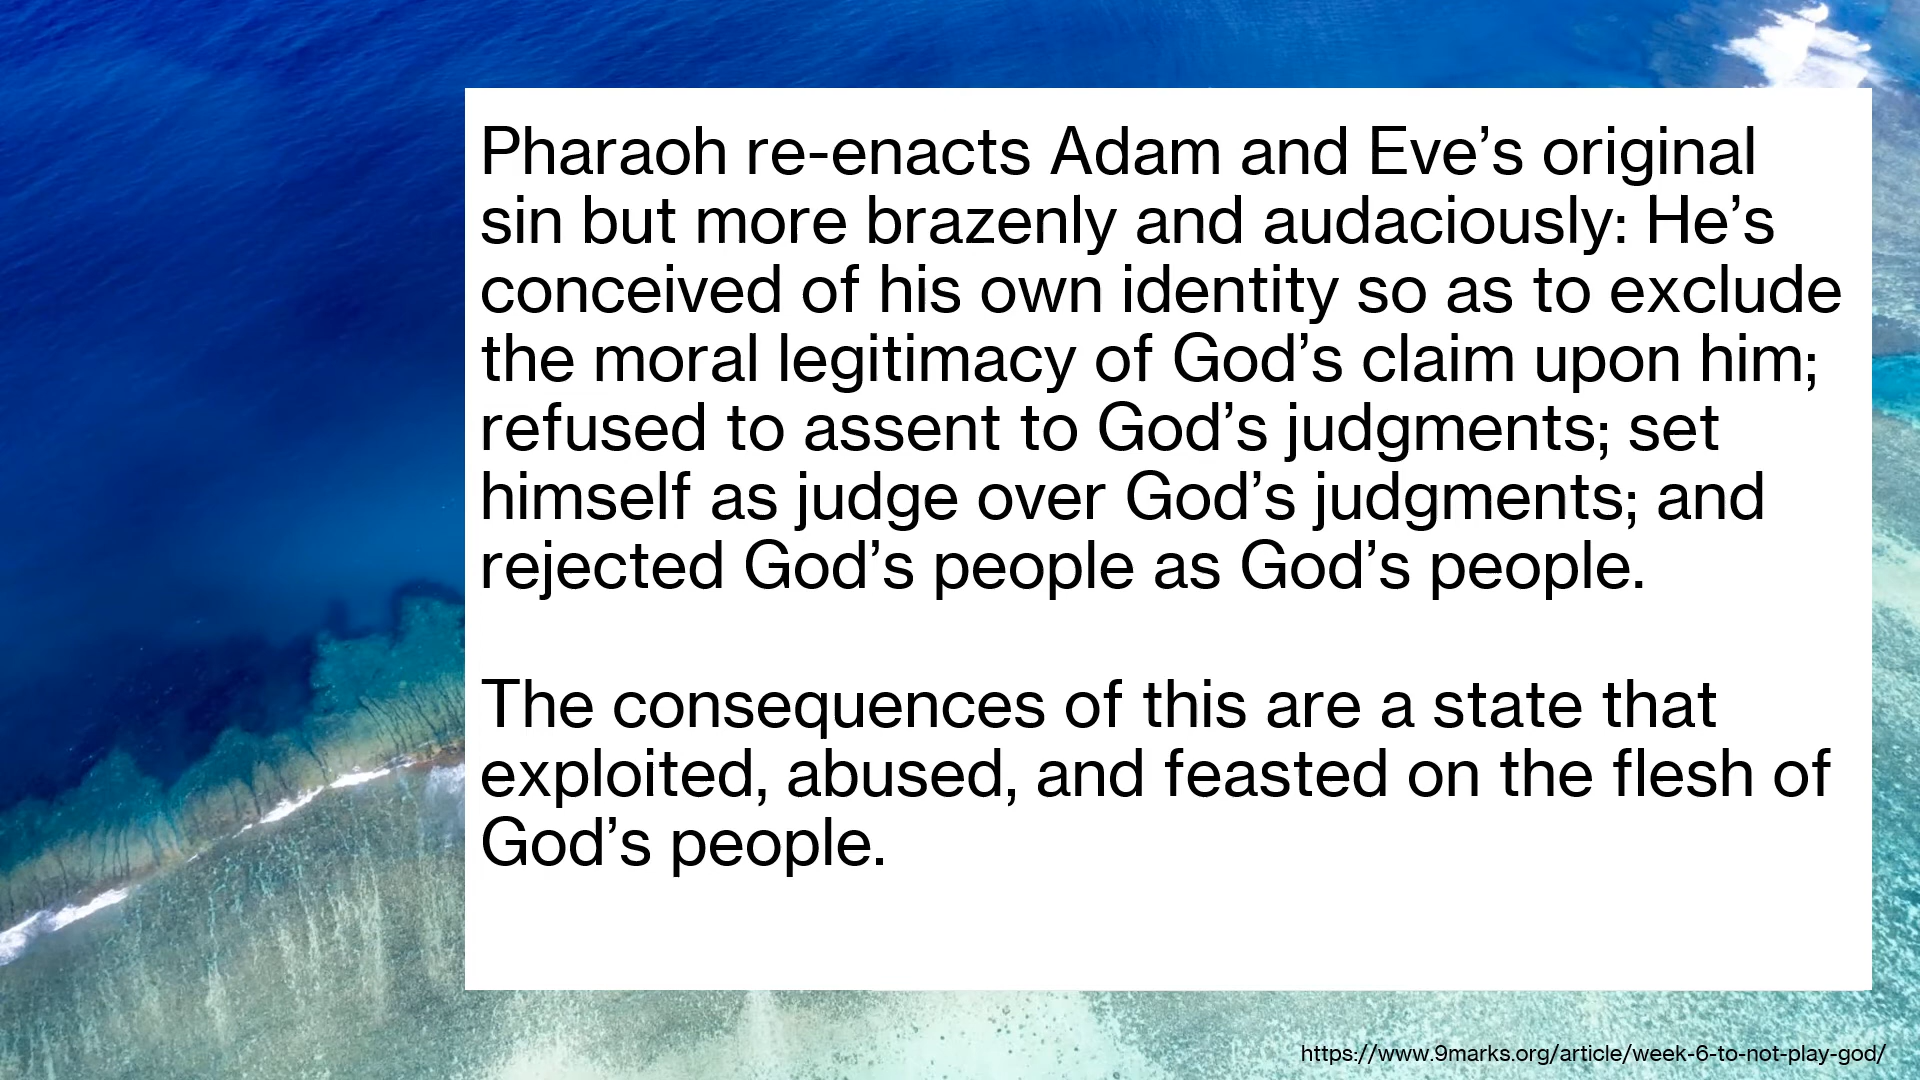 Pharaoh re-enacts Adam and Eve’s original
sin but more brazenly and audaciously: He’s
conceived of his own identity so as to exclude
the moral legitimacy of God’s claim upon him;
refused to assent to God’s judgments; set
himself as judge over God’s judgments; and
rejected God’s people as God’s people.
The consequences of this are a state that
exploited, abused, and feasted on the flesh of
God’s people.
https://www.9marks.org/article/week-6-to-not-play-god/